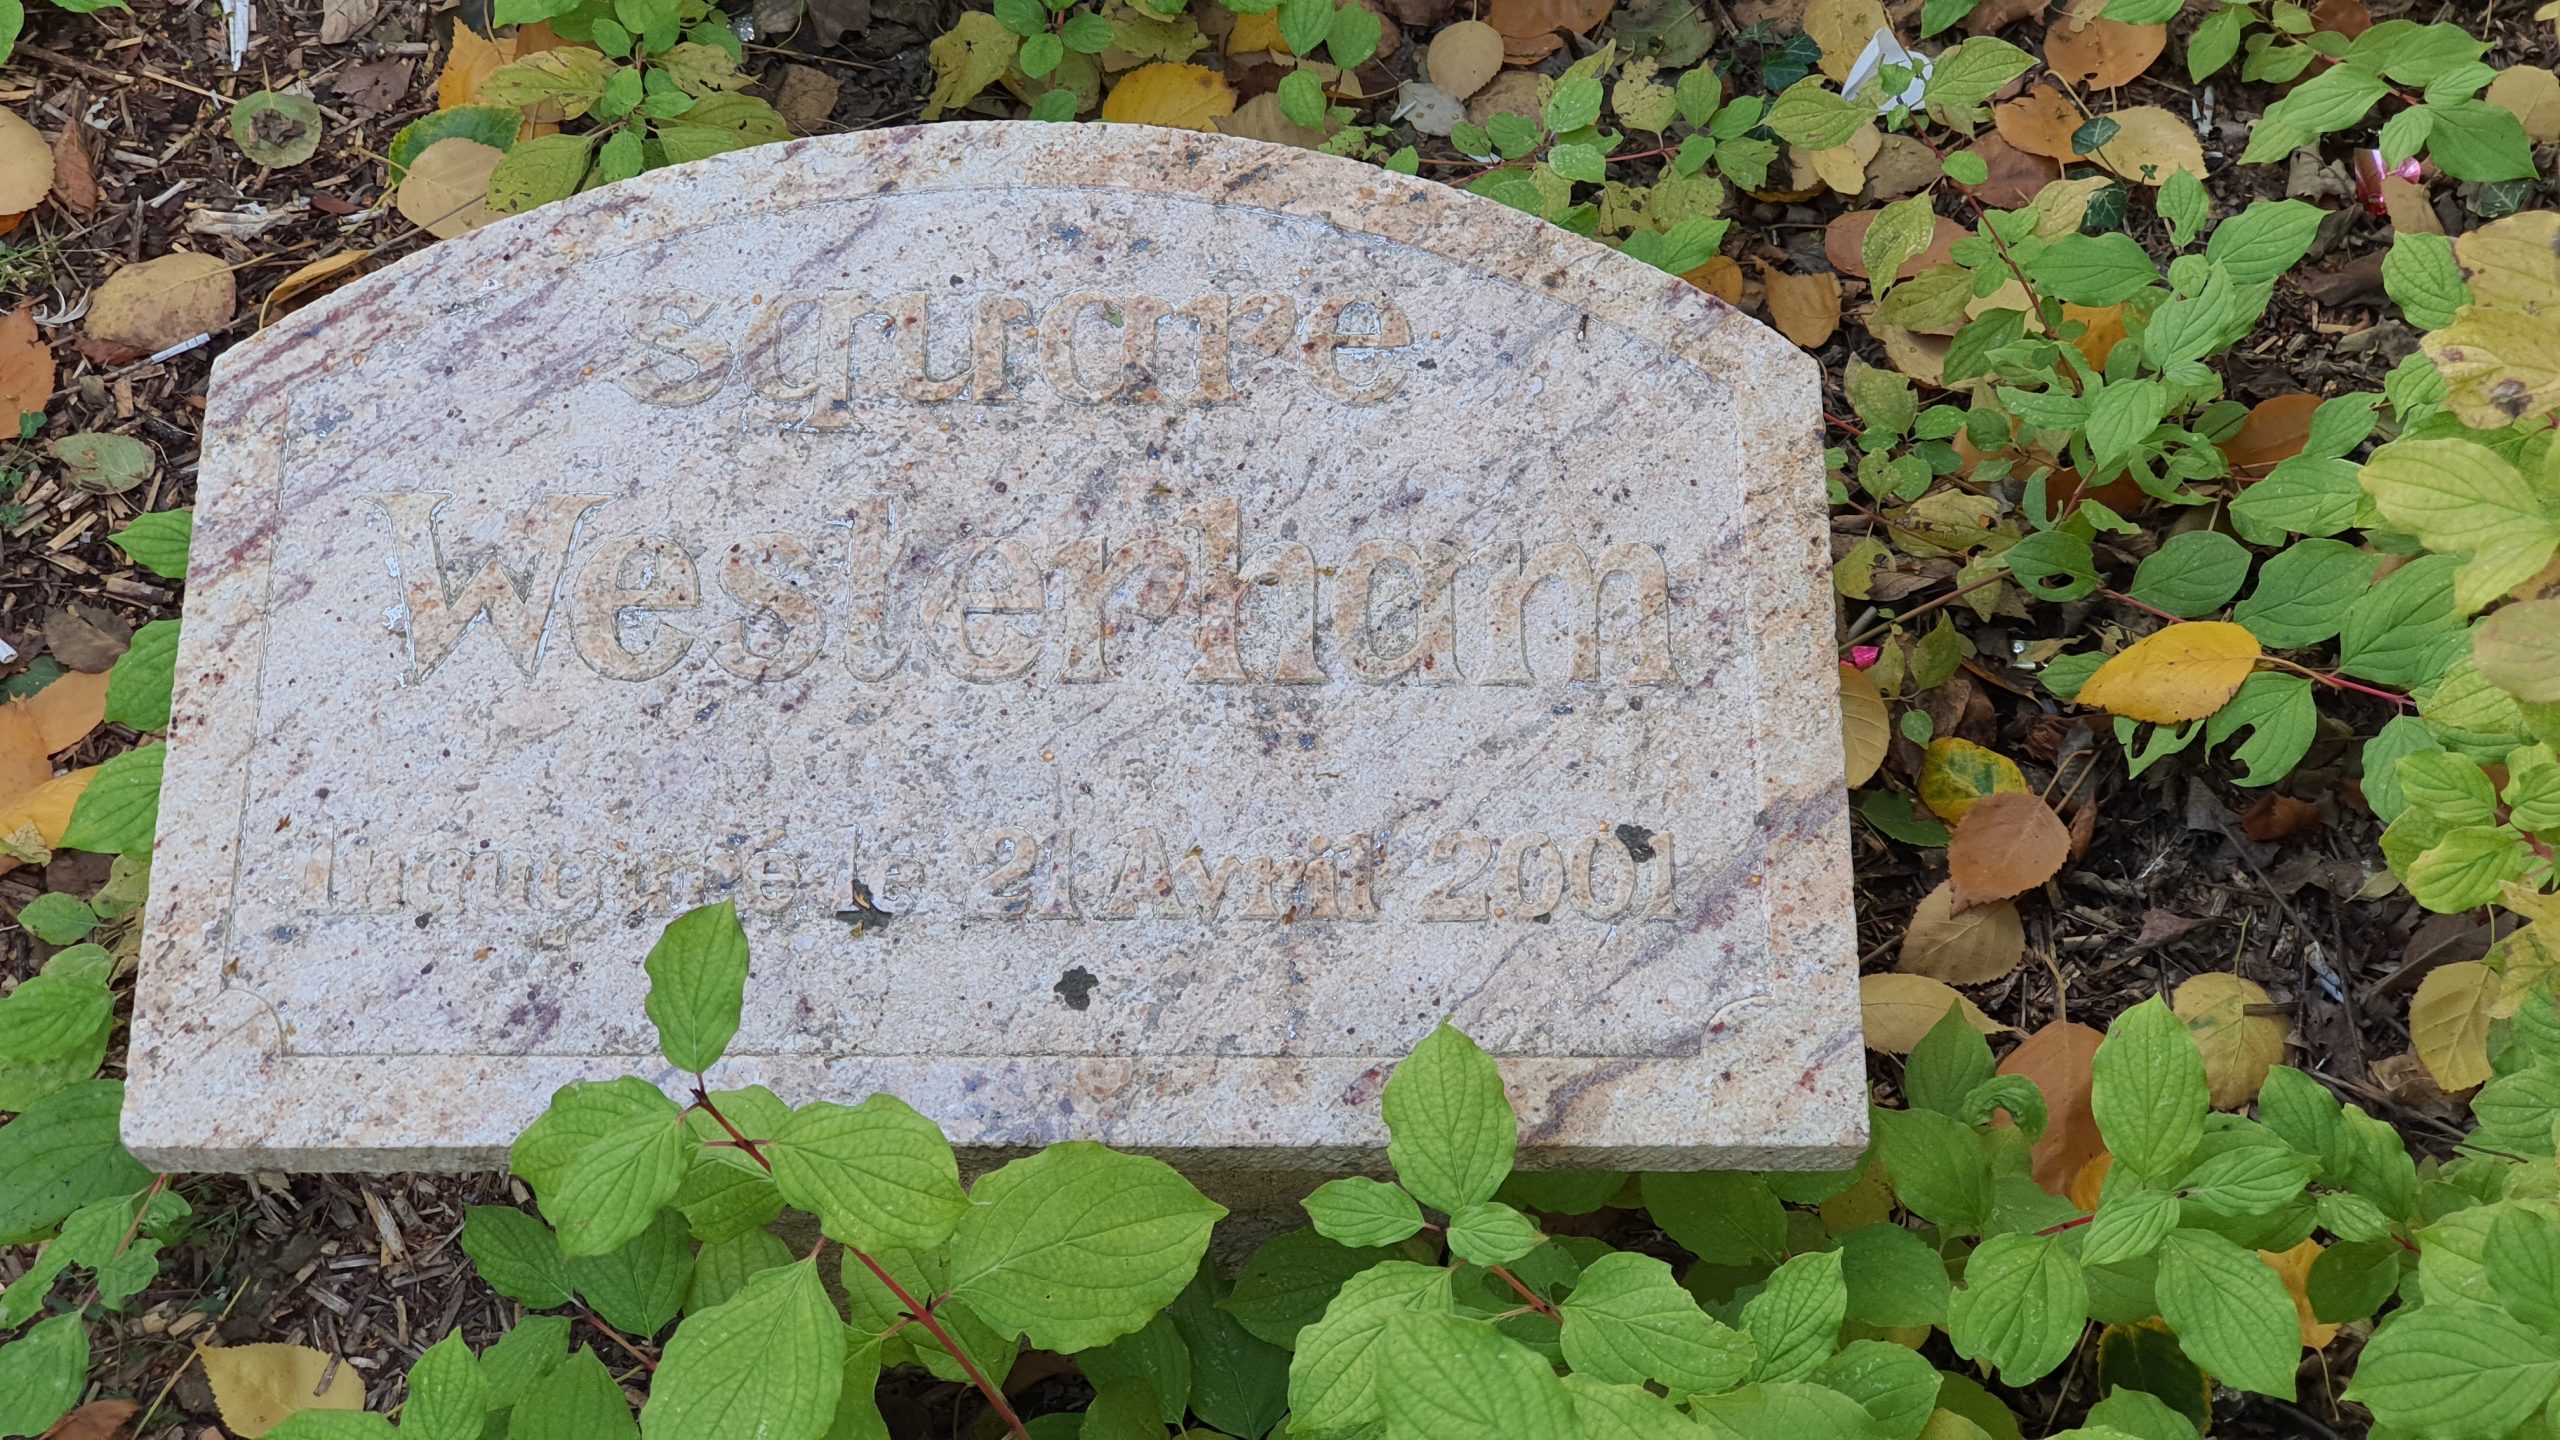 square
Westerham
Inauguré le 21 Avril 2001